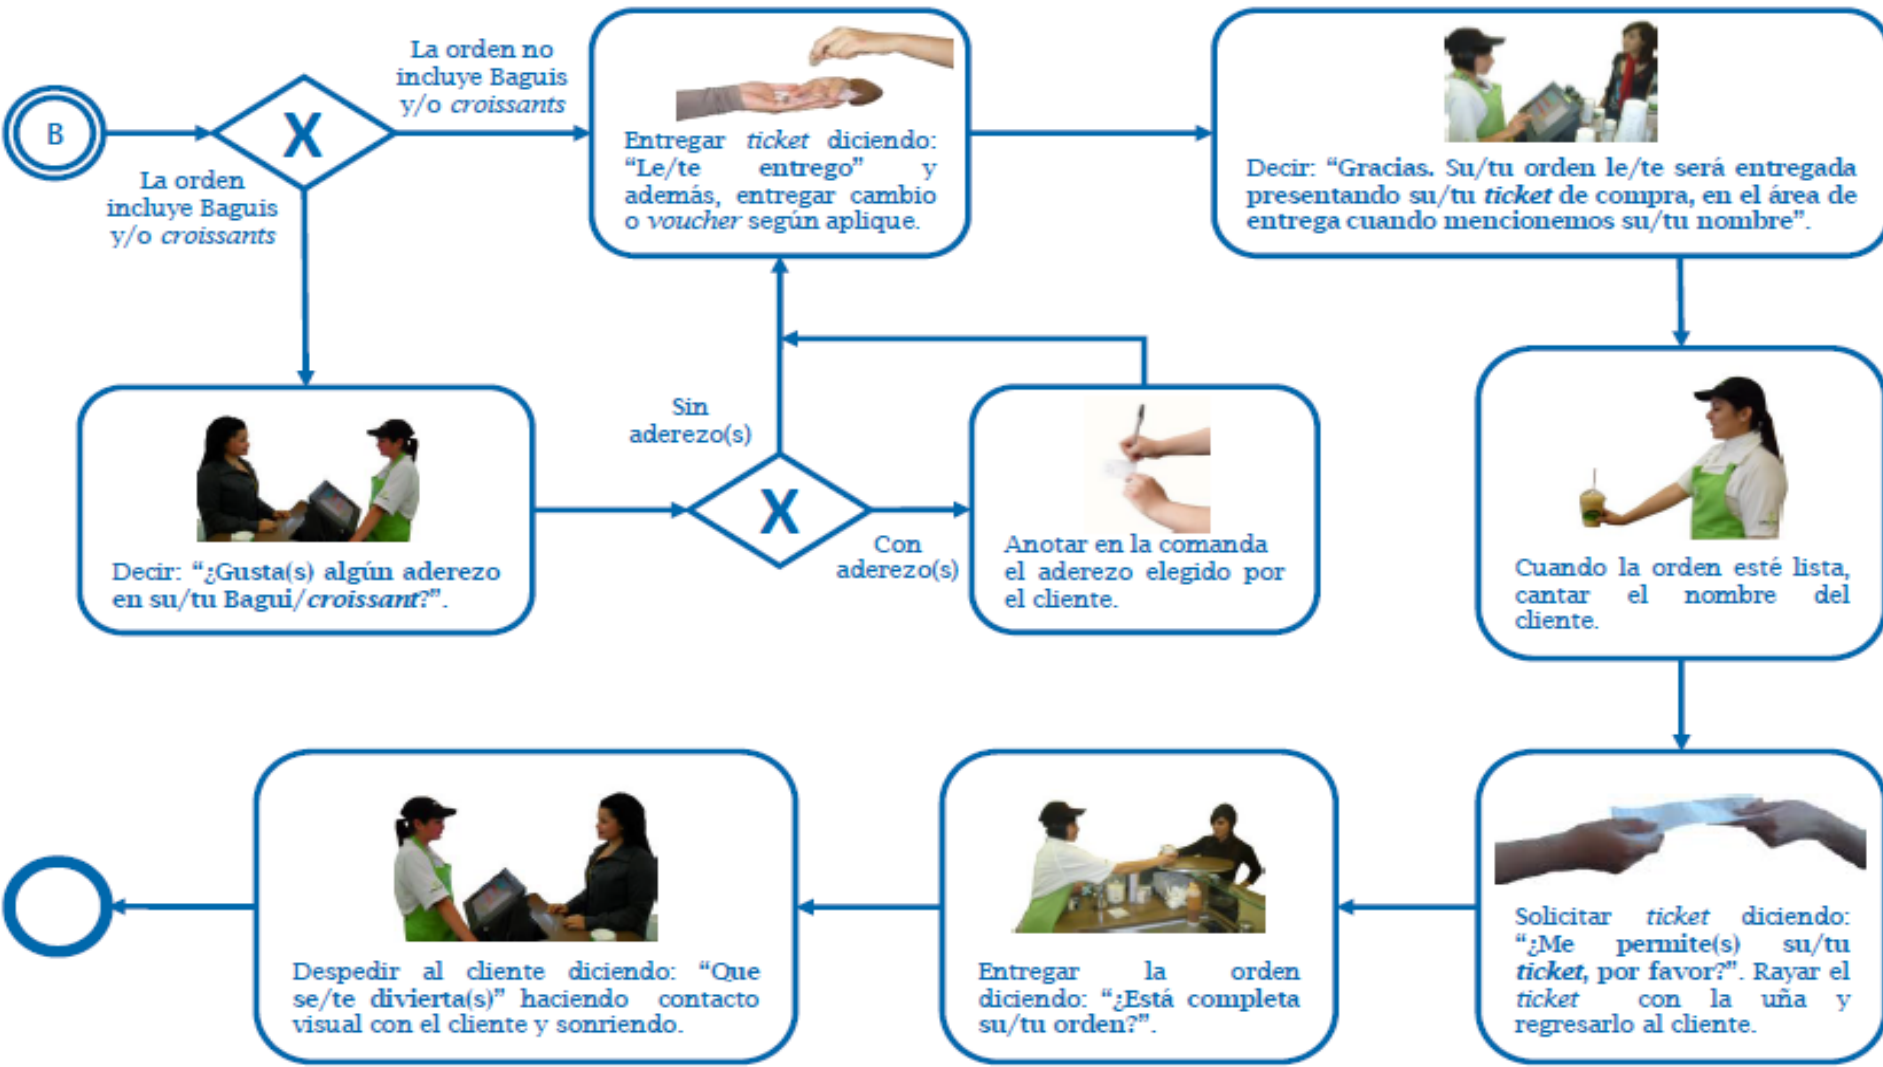 B
La orden no
incluye Baguis
y/o croissants
X
La orden
incluye Baguis
y/o croissants
Entregar ticket diciendo:
“Le/te entrego” y
además, entregar cambio
o voucher según aplique.
Decir: “Gracias. Su/tu orden le/te será entregada
presentando su/tu ticket de compra, en el área de
entrega cuando mencionemos su/tu nombre”.
Decir: “¿Gusta(s) algún aderezo
en su/tu Bagui/croissant?”.
Sin
aderezo(s)
X
Con
aderezo(s)
Anotar en la comanda
el aderezo elegido por
el cliente.
Cuando la orden esté lista,
cantar el nombre del
cliente.
Solicitar ticket diciendo:
“¿Me permite(s) su/tu
ticket, por favor?”. Rayar el
ticket con la uña y
regresarlo al cliente.
Entregar la orden
diciendo: “¿Está completa
su/tu orden?”.
Despedir al cliente diciendo: “Que
se/te divierta(s)” haciendo contacto
visual con el cliente y sonriendo.